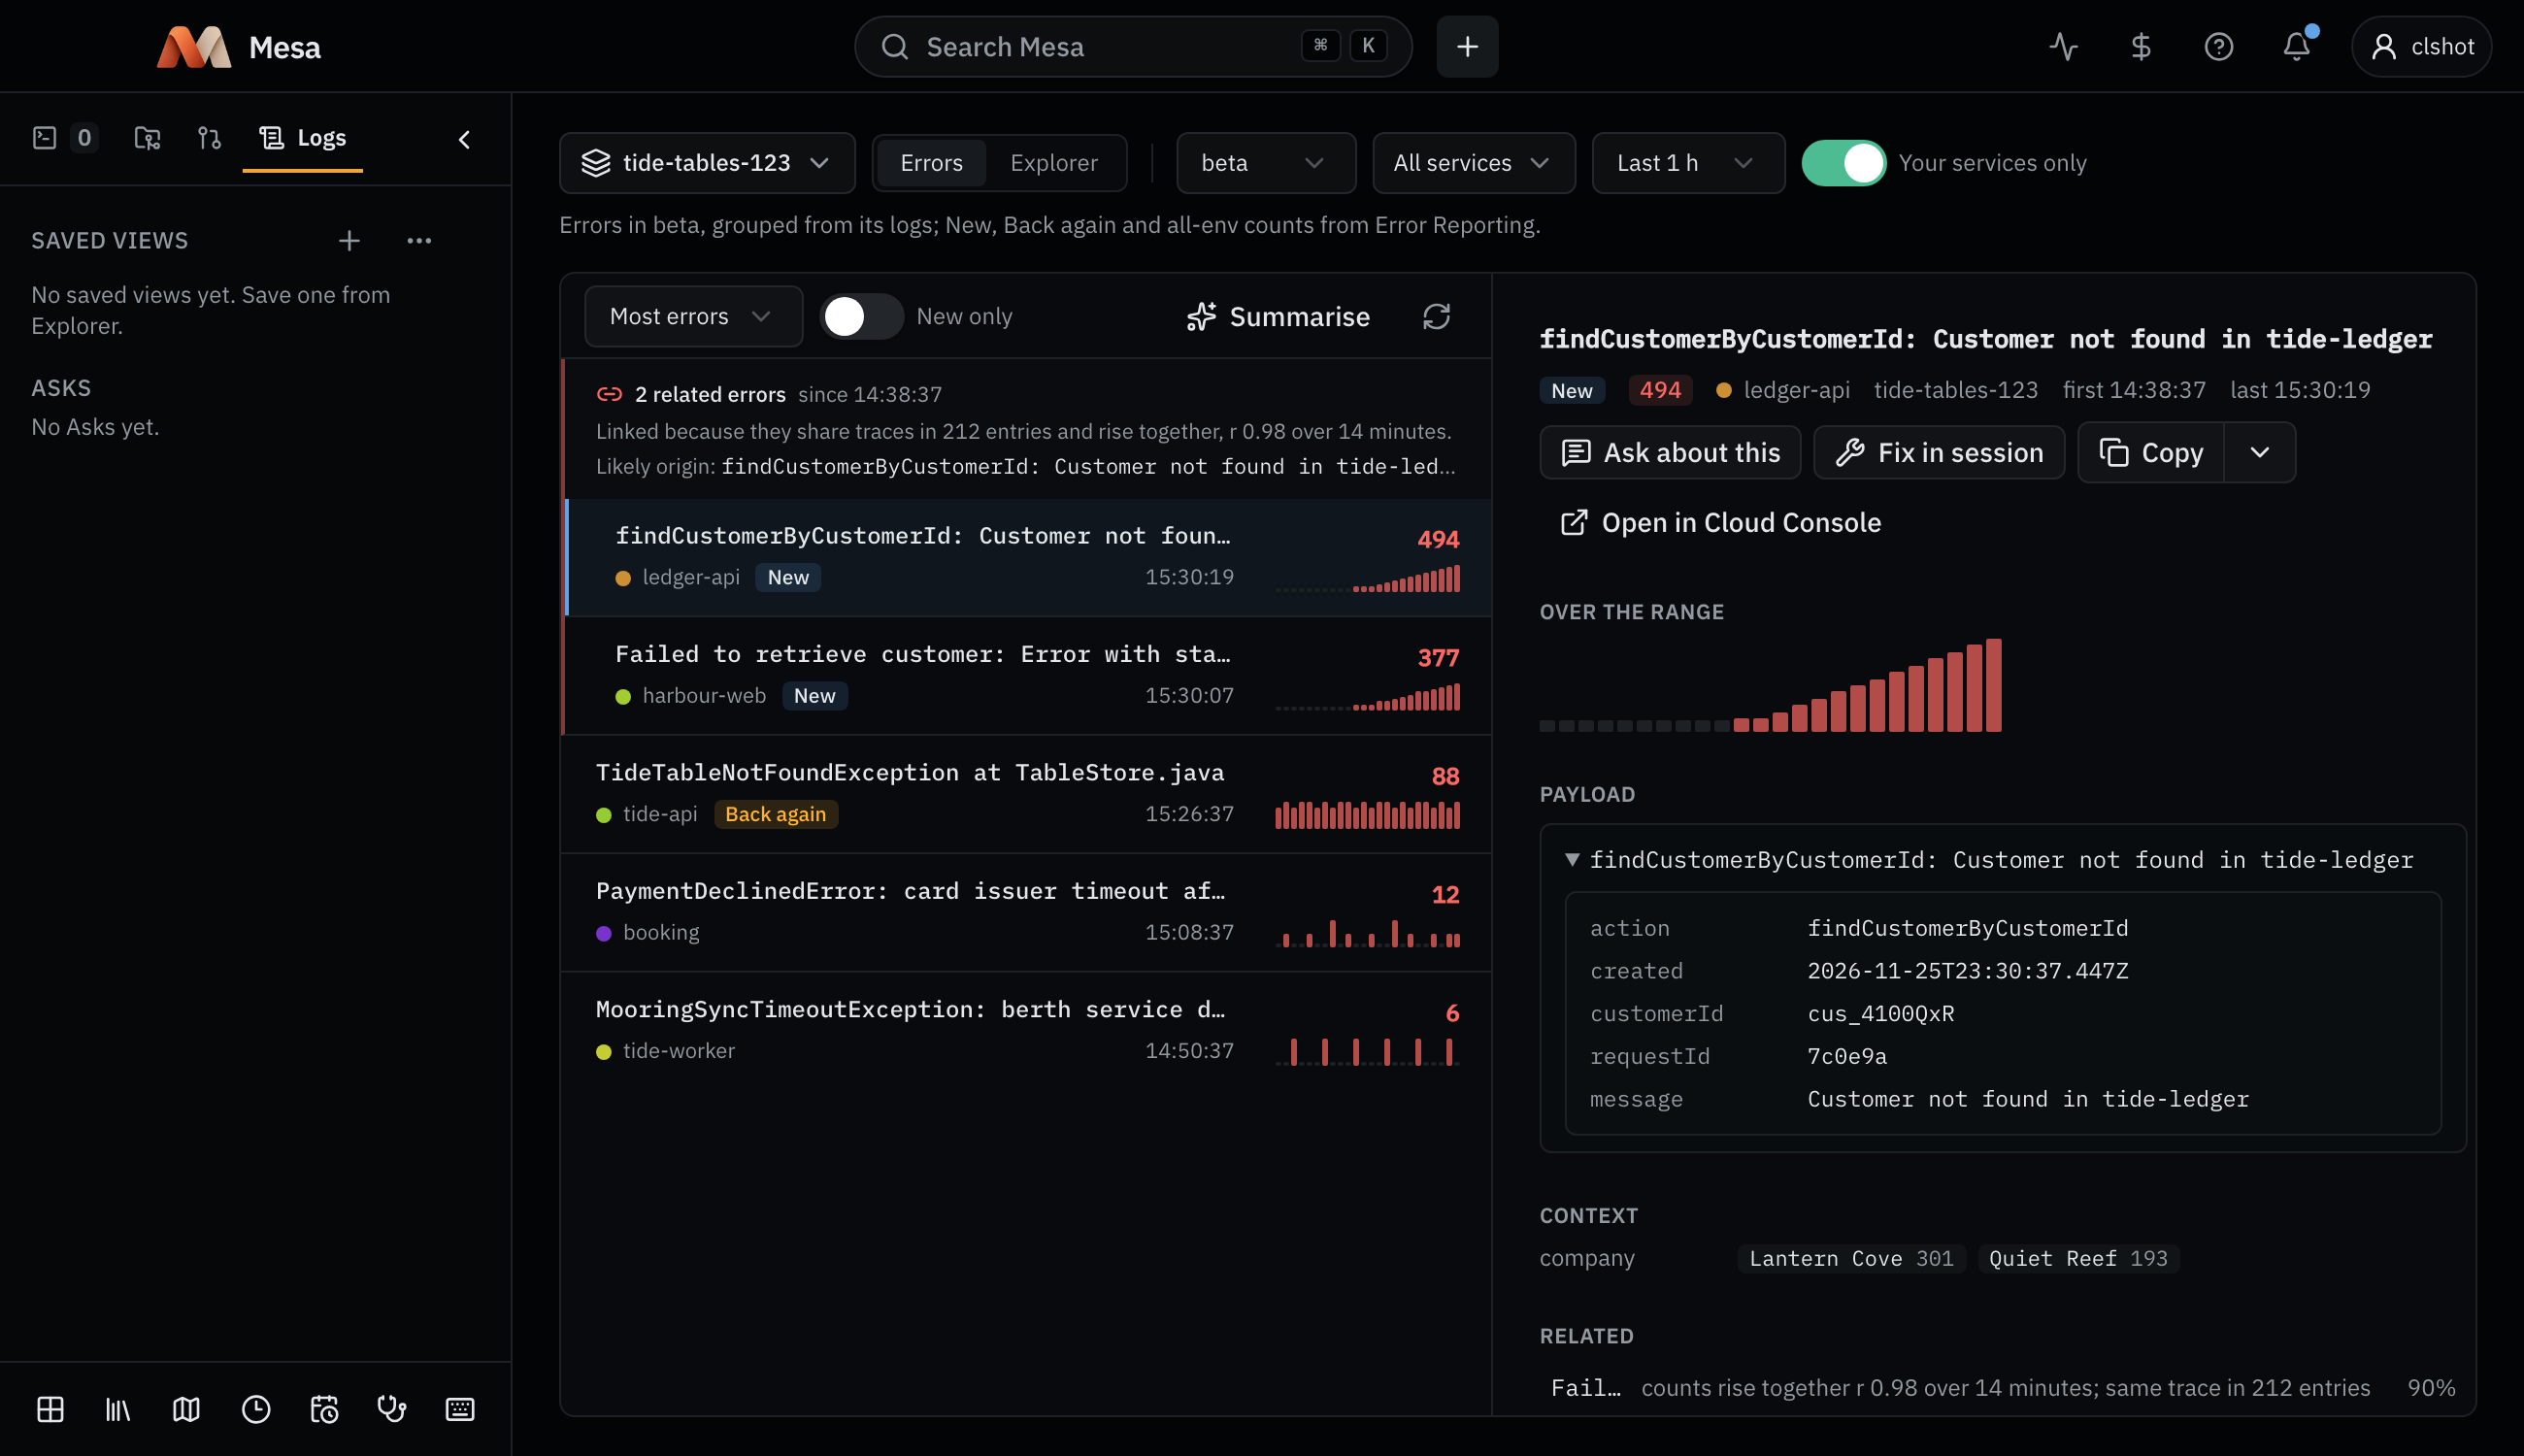 Mesa
Search Mesa
⌘ K
clshot
0
Logs
SAVED VIEWS
No saved views yet. Save one from
Explorer.
ASKS
No Asks yet.
tide-tables-123
Errors
Explorer
beta
All services
Last 1 h
Your services only
Errors in beta, grouped from its logs; New, Back again and all-env counts from Error Reporting.
Most errors
New only
Summarise
2 related errors since 14:38:37
Linked because they share traces in 212 entries and rise together, r 0.98 over 14 minutes.
Likely origin: findCustomerByCustomerId: Customer not found in tide-led…
findCustomerByCustomerId: Customer not foun… 494
ledger-api New 15:30:19
Failed to retrieve customer: Error with sta… 377
harbour-web New 15:30:07
TideTableNotFoundException at TableStore.java 88
tide-api Back again 15:26:37
PaymentDeclinedError: card issuer timeout af… 12
booking 15:08:37
MooringSyncTimeoutException: berth service d… 6
tide-worker 14:50:37
findCustomerByCustomerId: Customer not found in tide-ledger
New 494 ledger-api tide-tables-123 first 14:38:37 last 15:30:19
Ask about this
Fix in session
Copy
Open in Cloud Console
OVER THE RANGE
PAYLOAD
findCustomerByCustomerId: Customer not found in tide-ledger
action findCustomerByCustomerId
created 2026-11-25T23:30:37.447Z
customerId cus_4100QxR
requestId 7c0e9a
message Customer not found in tide-ledger
CONTEXT
company Lantern Cove 301 Quiet Reef 193
RELATED
Fail… counts rise together r 0.98 over 14 minutes; same trace in 212 entries 90%